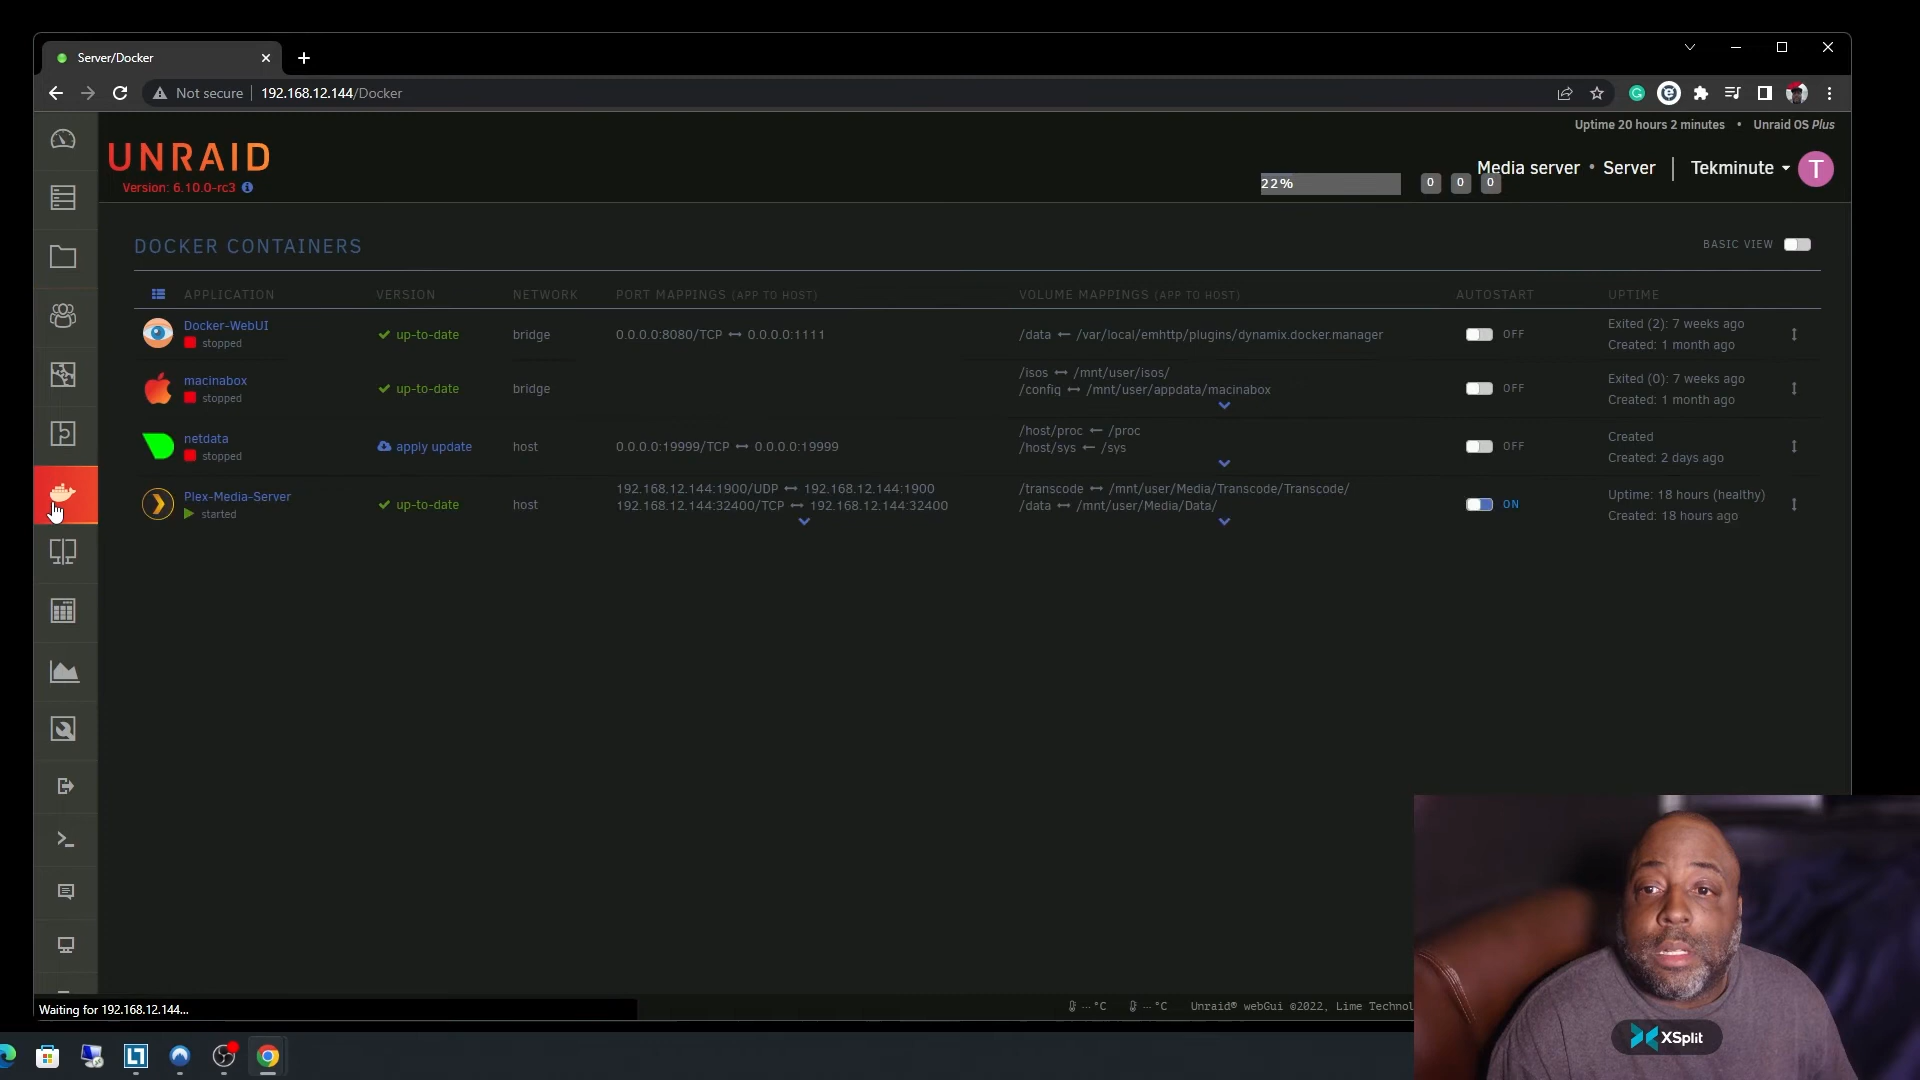 Server/Docker
Not secure
192.168.12.144/Docker
Uptime 20 hours 2 minutes • Unraid OS Plus
UNRAID
Version: 6.10.0-rc3
22%
0 0 0
Media server • Server
Tekminute
T
DOCKER CONTAINERS
BASIC VIEW
APPLICATION VERSION NETWORK PORT MAPPINGS (APP TO HOST) VOLUME MAPPINGS (APP TO HOST) AUTOSTART UPTIME
Docker-WebUI
stopped
up-to-date
bridge
0.0.0.0:8080/TCP ↔ 0.0.0.0:1111
/data ← /var/local/emhttp/plugins/dynamix.docker.manager
OFF
Exited (2): 7 weeks ago
Created: 1 month ago
macinabox
stopped
up-to-date
bridge
/isos ↔ /mnt/user/isos/
/config ↔ /mnt/user/appdata/macinabox
OFF
Exited (0): 7 weeks ago
Created: 1 month ago
netdata
stopped
apply update
host
0.0.0.0:19999/TCP ↔ 0.0.0.0:19999
/host/proc ← /proc
/host/sys ← /sys
OFF
Created
Created: 2 days ago
Plex-Media-Server
started
up-to-date
host
192.168.12.144:1900/UDP ↔ 192.168.12.144:1900
192.168.12.144:32400/TCP ↔ 192.168.12.144:32400
/transcode ↔ /mnt/user/Media/Transcode/Transcode/
/data ↔ /mnt/user/Media/Data/
ON
Uptime: 18 hours (healthy)
Created: 18 hours ago
Waiting for 192.168.12.144...
--°C --°C Unraid® webGui ©2022, Lime Technol
XSplit